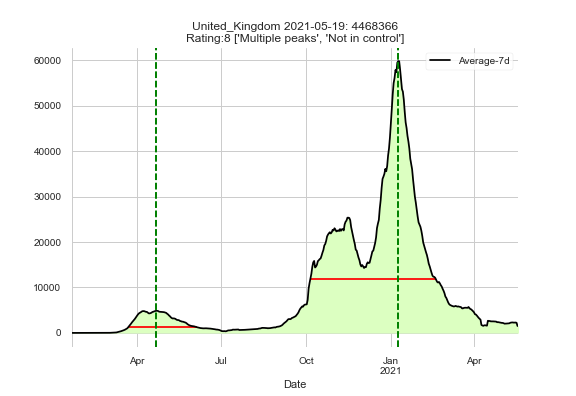 United_Kingdom 2021-05-19: 4468366
Rating:8 ['Multiple peaks', 'Not in control']
Average-7d
60000
50000
40000
30000
20000
10000
0
Apr Jul Oct Jan Apr
2021
Date